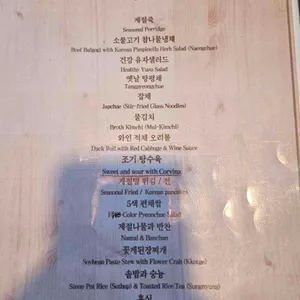 계절죽
Seasonal Porridge
소불고기 참나물냉채
Beef Bulgogi with Korean Pimpinella Herb Salad (Naengchae)
건강 유자샐러드
Healthy Yuzu Salad
옛날 탕평채
Tangpyeongchae
잡채
Japchae (Stir-fried Glass Noodles)
물김치
Broth Kimchi (Mul-Kimchi)
와인 적채 오리롤
Duck Roll with Red Cabbage & Wine Sauce
조기 탕수육
Sweet and sour with Corvina
계절별 튀김 / 전
Seasonal Fried / Korean pancakes
5색 편채쌈
Color Pyeonchae Salad
계절나물과 반찬
Namul & Banchan
꽃게된장찌개
Soybean Paste Stew with Flower Crab (Kkotge)
솥밥과 숭늉
Stone Pot Rice (Sotbap) & Toasted Rice Tea (Sungnyung)
후식